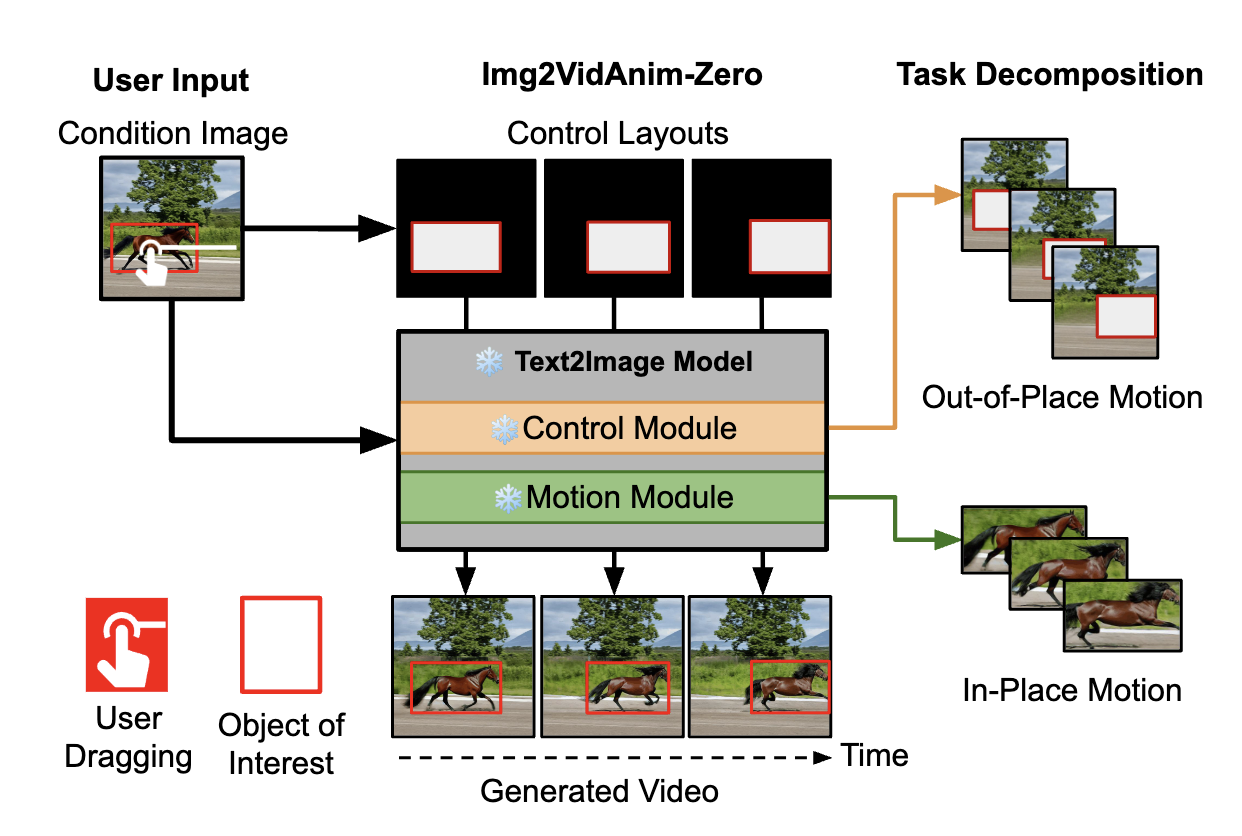 User Input
Img2VidAnim-Zero
Task Decomposition
Condition Image
Control Layouts
Text2Image Model
Control Module
Motion Module
Out-of-Place Motion
In-Place Motion
User
Dragging
Object of
Interest
Time
Generated Video